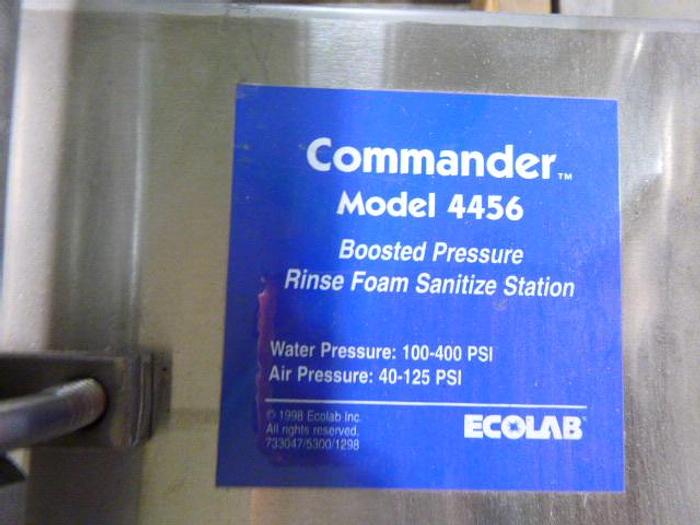 Commander™
Model 4456
Boosted Pressure
Rinse Foam Sanitize Station
Water Pressure: 100-400 PSI
Air Pressure: 40-125 PSI
© 1998 Ecolab Inc.
All rights reserved.
733047/5300/1298
ECOLAB